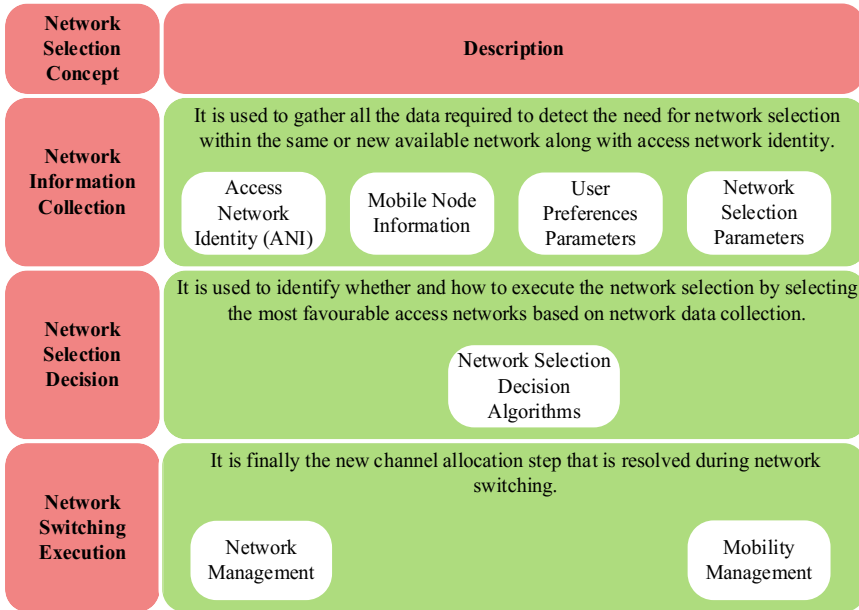 Network
Selection
Concept
Description
Network
Information
Collection
It is used to gather all the data required to detect the need for network selection
within the same or new available network along with access network identity.
Access
Network
Identity (ANI)
Mobile Node
Information
User
Preferences
Parameters
Network
Selection
Parameters
Network
Selection
Decision
It is used to identify whether and how to execute the network selection by selecting
the most favourable access networks based on network data collection.
Network Selection
Decision
Algorithms
Network
Switching
Execution
It is finally the new channel allocation step that is resolved during network
switching.
Network
Management
Mobility
Management